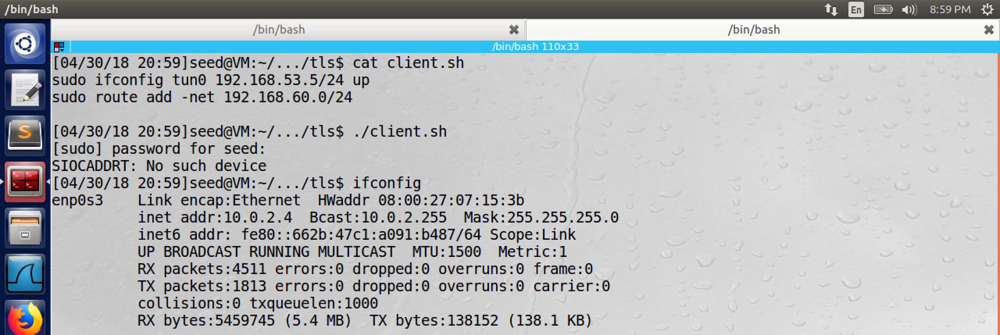 /bin/bash
En
8:59 PM
/bin/bash
/bin/bash
/bin/bash 110x33
[04/30/18 20:59]seed@VM:~/.../tls$ cat client.sh
sudo ifconfig tun0 192.168.53.5/24 up
sudo route add -net 192.168.60.0/24
[04/30/18 20:59]seed@VM:~/.../tls$ ./client.sh
[sudo] password for seed:
SIOCADDRT: No such device
[04/30/18 20:59]seed@VM:~/.../tls$ ifconfig
enp0s3    Link encap:Ethernet  HWaddr 08:00:27:07:15:3b
          inet addr:10.0.2.4  Bcast:10.0.2.255  Mask:255.255.255.0
          inet6 addr: fe80::662b:47c1:a091:b487/64 Scope:Link
          UP BROADCAST RUNNING MULTICAST  MTU:1500  Metric:1
          RX packets:4511 errors:0 dropped:0 overruns:0 frame:0
          TX packets:1813 errors:0 dropped:0 overruns:0 carrier:0
          collisions:0 txqueuelen:1000
          RX bytes:5459745 (5.4 MB)  TX bytes:138152 (138.1 KB)